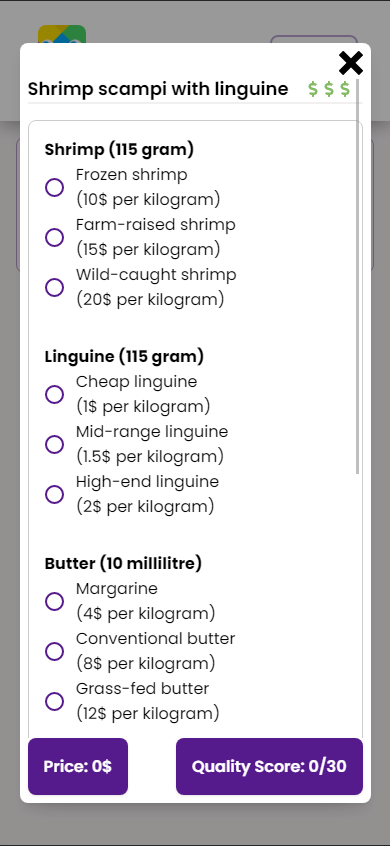 Shrimp scampi with linguine $ $ $
Shrimp (115 gram)
Frozen shrimp
(10$ per kilogram)
Farm-raised shrimp
(15$ per kilogram)
Wild-caught shrimp
(20$ per kilogram)
Linguine (115 gram)
Cheap linguine
(1$ per kilogram)
Mid-range linguine
(1.5$ per kilogram)
High-end linguine
(2$ per kilogram)
Butter (10 millilitre)
Margarine
(4$ per kilogram)
Conventional butter
(8$ per kilogram)
Grass-fed butter
(12$ per kilogram)
Price: 0$
Quality Score: 0/30